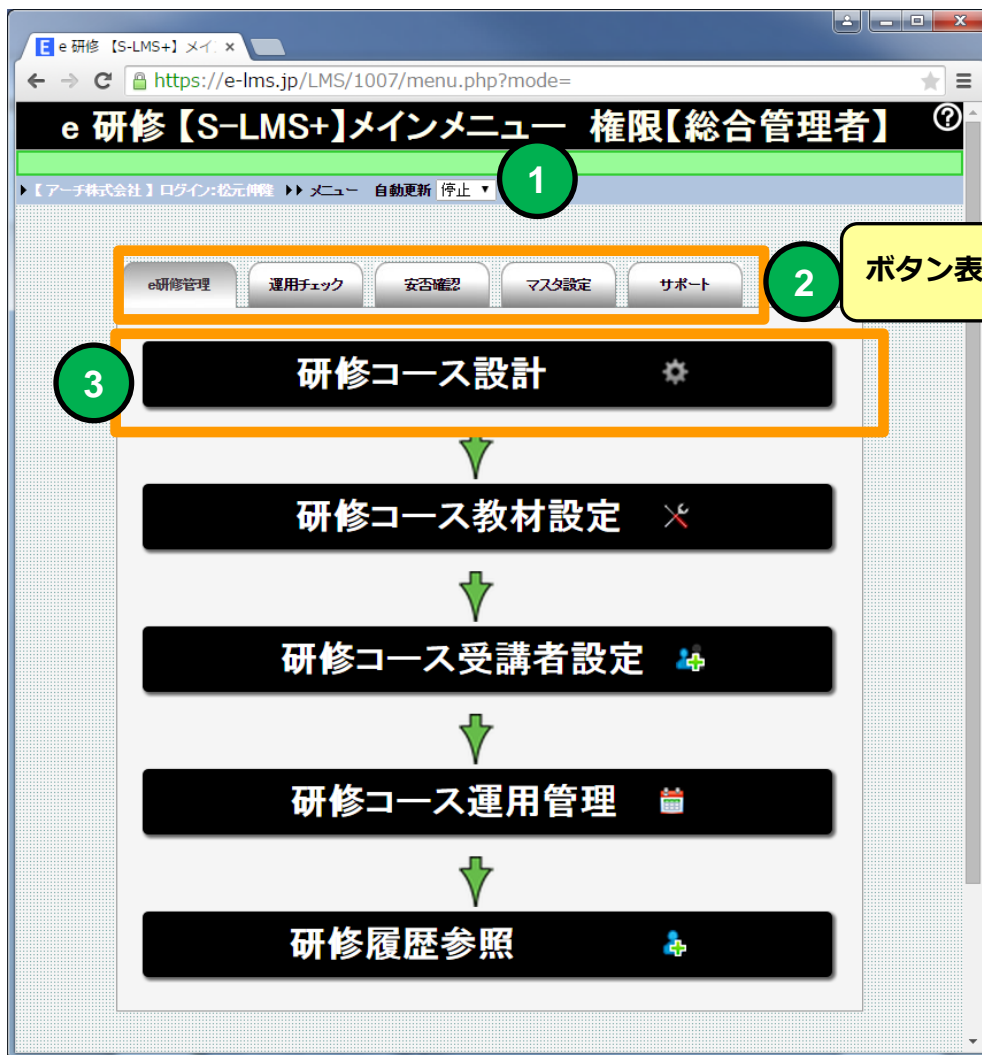 e 研修 【S-LMS+】 メイ
https://e-lms.jp/LMS/1007/menu.php?mode=
e 研修【S-LMS+】メインメニュー 権限【総合管理者】
【 アーチ株式会社 】 ログイン:松元伸隆 メニュー 自動更新 停止
1
e研修管理 運用チェック 安否確認 マスタ設定 サポート
2
ボタン表
3
研修コース設計
研修コース教材設定
研修コース受講者設定
研修コース運用管理
研修履歴参照